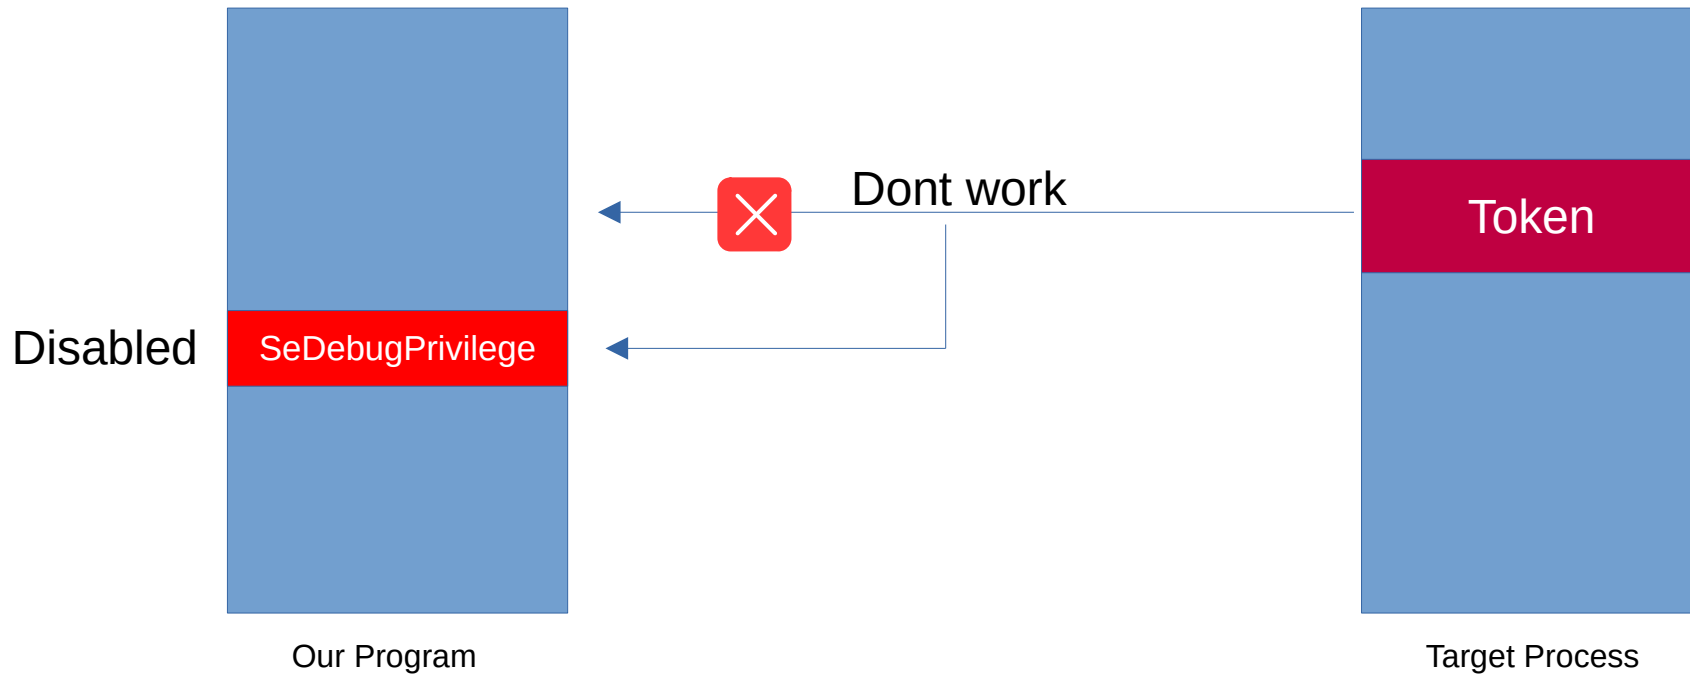 Dont work
Token
Disabled
SeDebugPrivilege
Our Program
Target Process